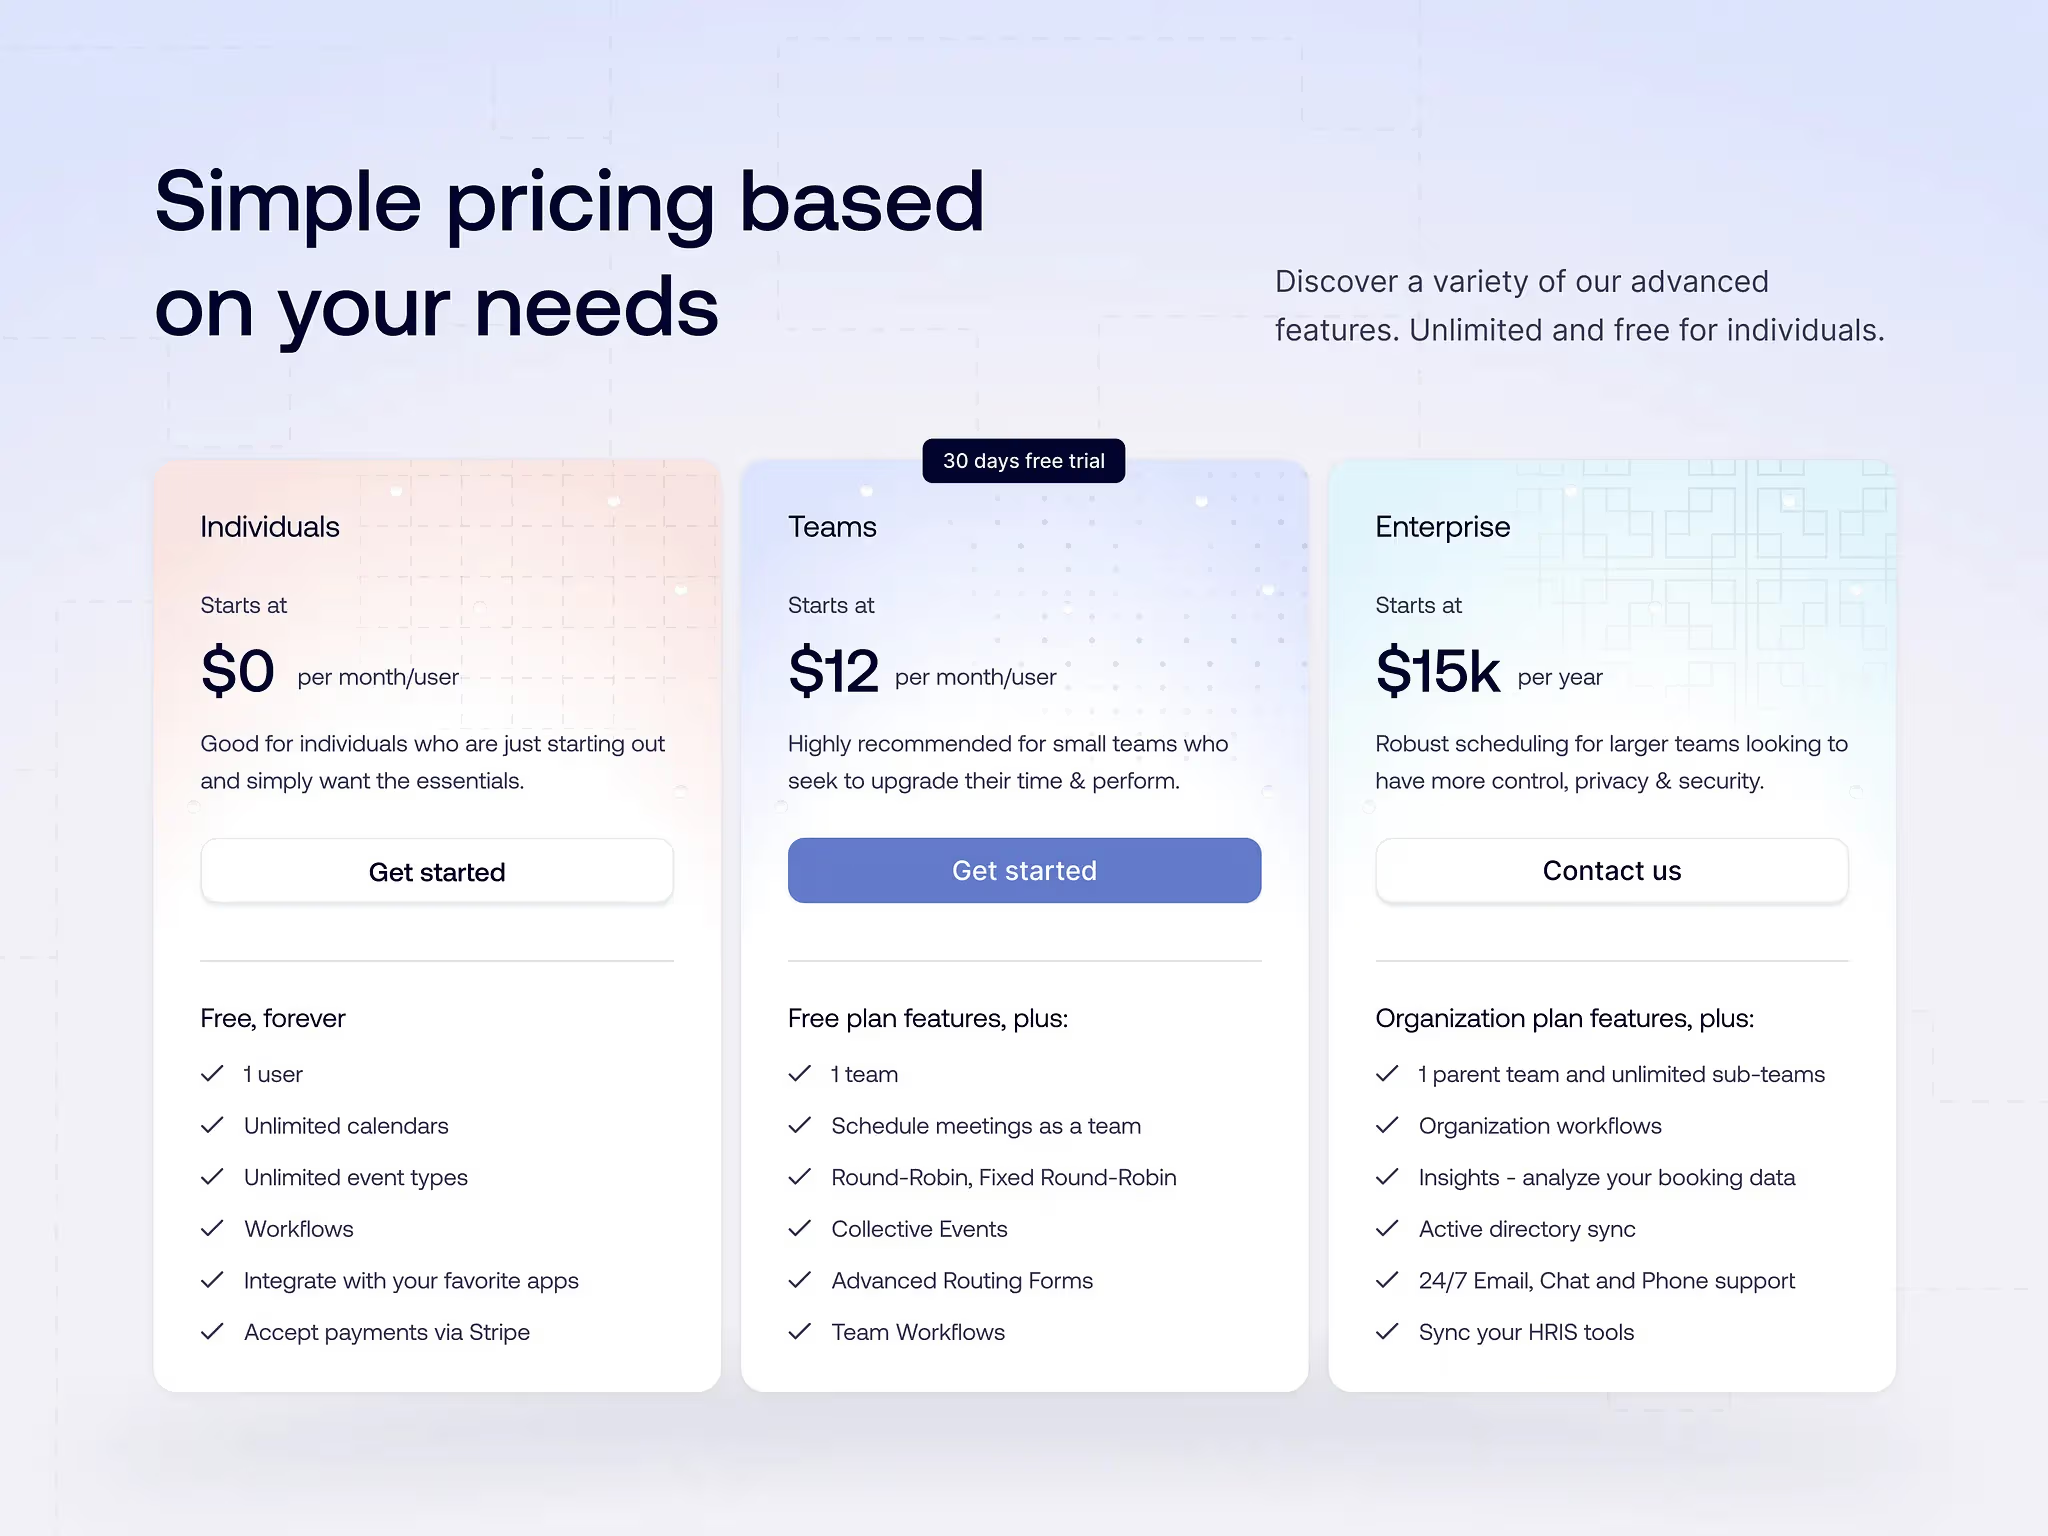 Simple pricing based
on your needs
Discover a variety of our advanced
features. Unlimited and free for individuals.
Individuals
Starts at
$0 per month/user
Good for individuals who are just starting out
and simply want the essentials.
Get started
Free, forever
1 user
Unlimited calendars
Unlimited event types
Workflows
Integrate with your favorite apps
Accept payments via Stripe
30 days free trial
Teams
Starts at
$12 per month/user
Highly recommended for small teams who
seek to upgrade their time & perform.
Get started
Free plan features, plus:
1 team
Schedule meetings as a team
Round-Robin, Fixed Round-Robin
Collective Events
Advanced Routing Forms
Team Workflows
Enterprise
Starts at
$15k per year
Robust scheduling for larger teams looking to
have more control, privacy & security.
Contact us
Organization plan features, plus:
1 parent team and unlimited sub-teams
Organization workflows
Insights - analyze your booking data
Active directory sync
24/7 Email, Chat and Phone support
Sync your HRIS tools